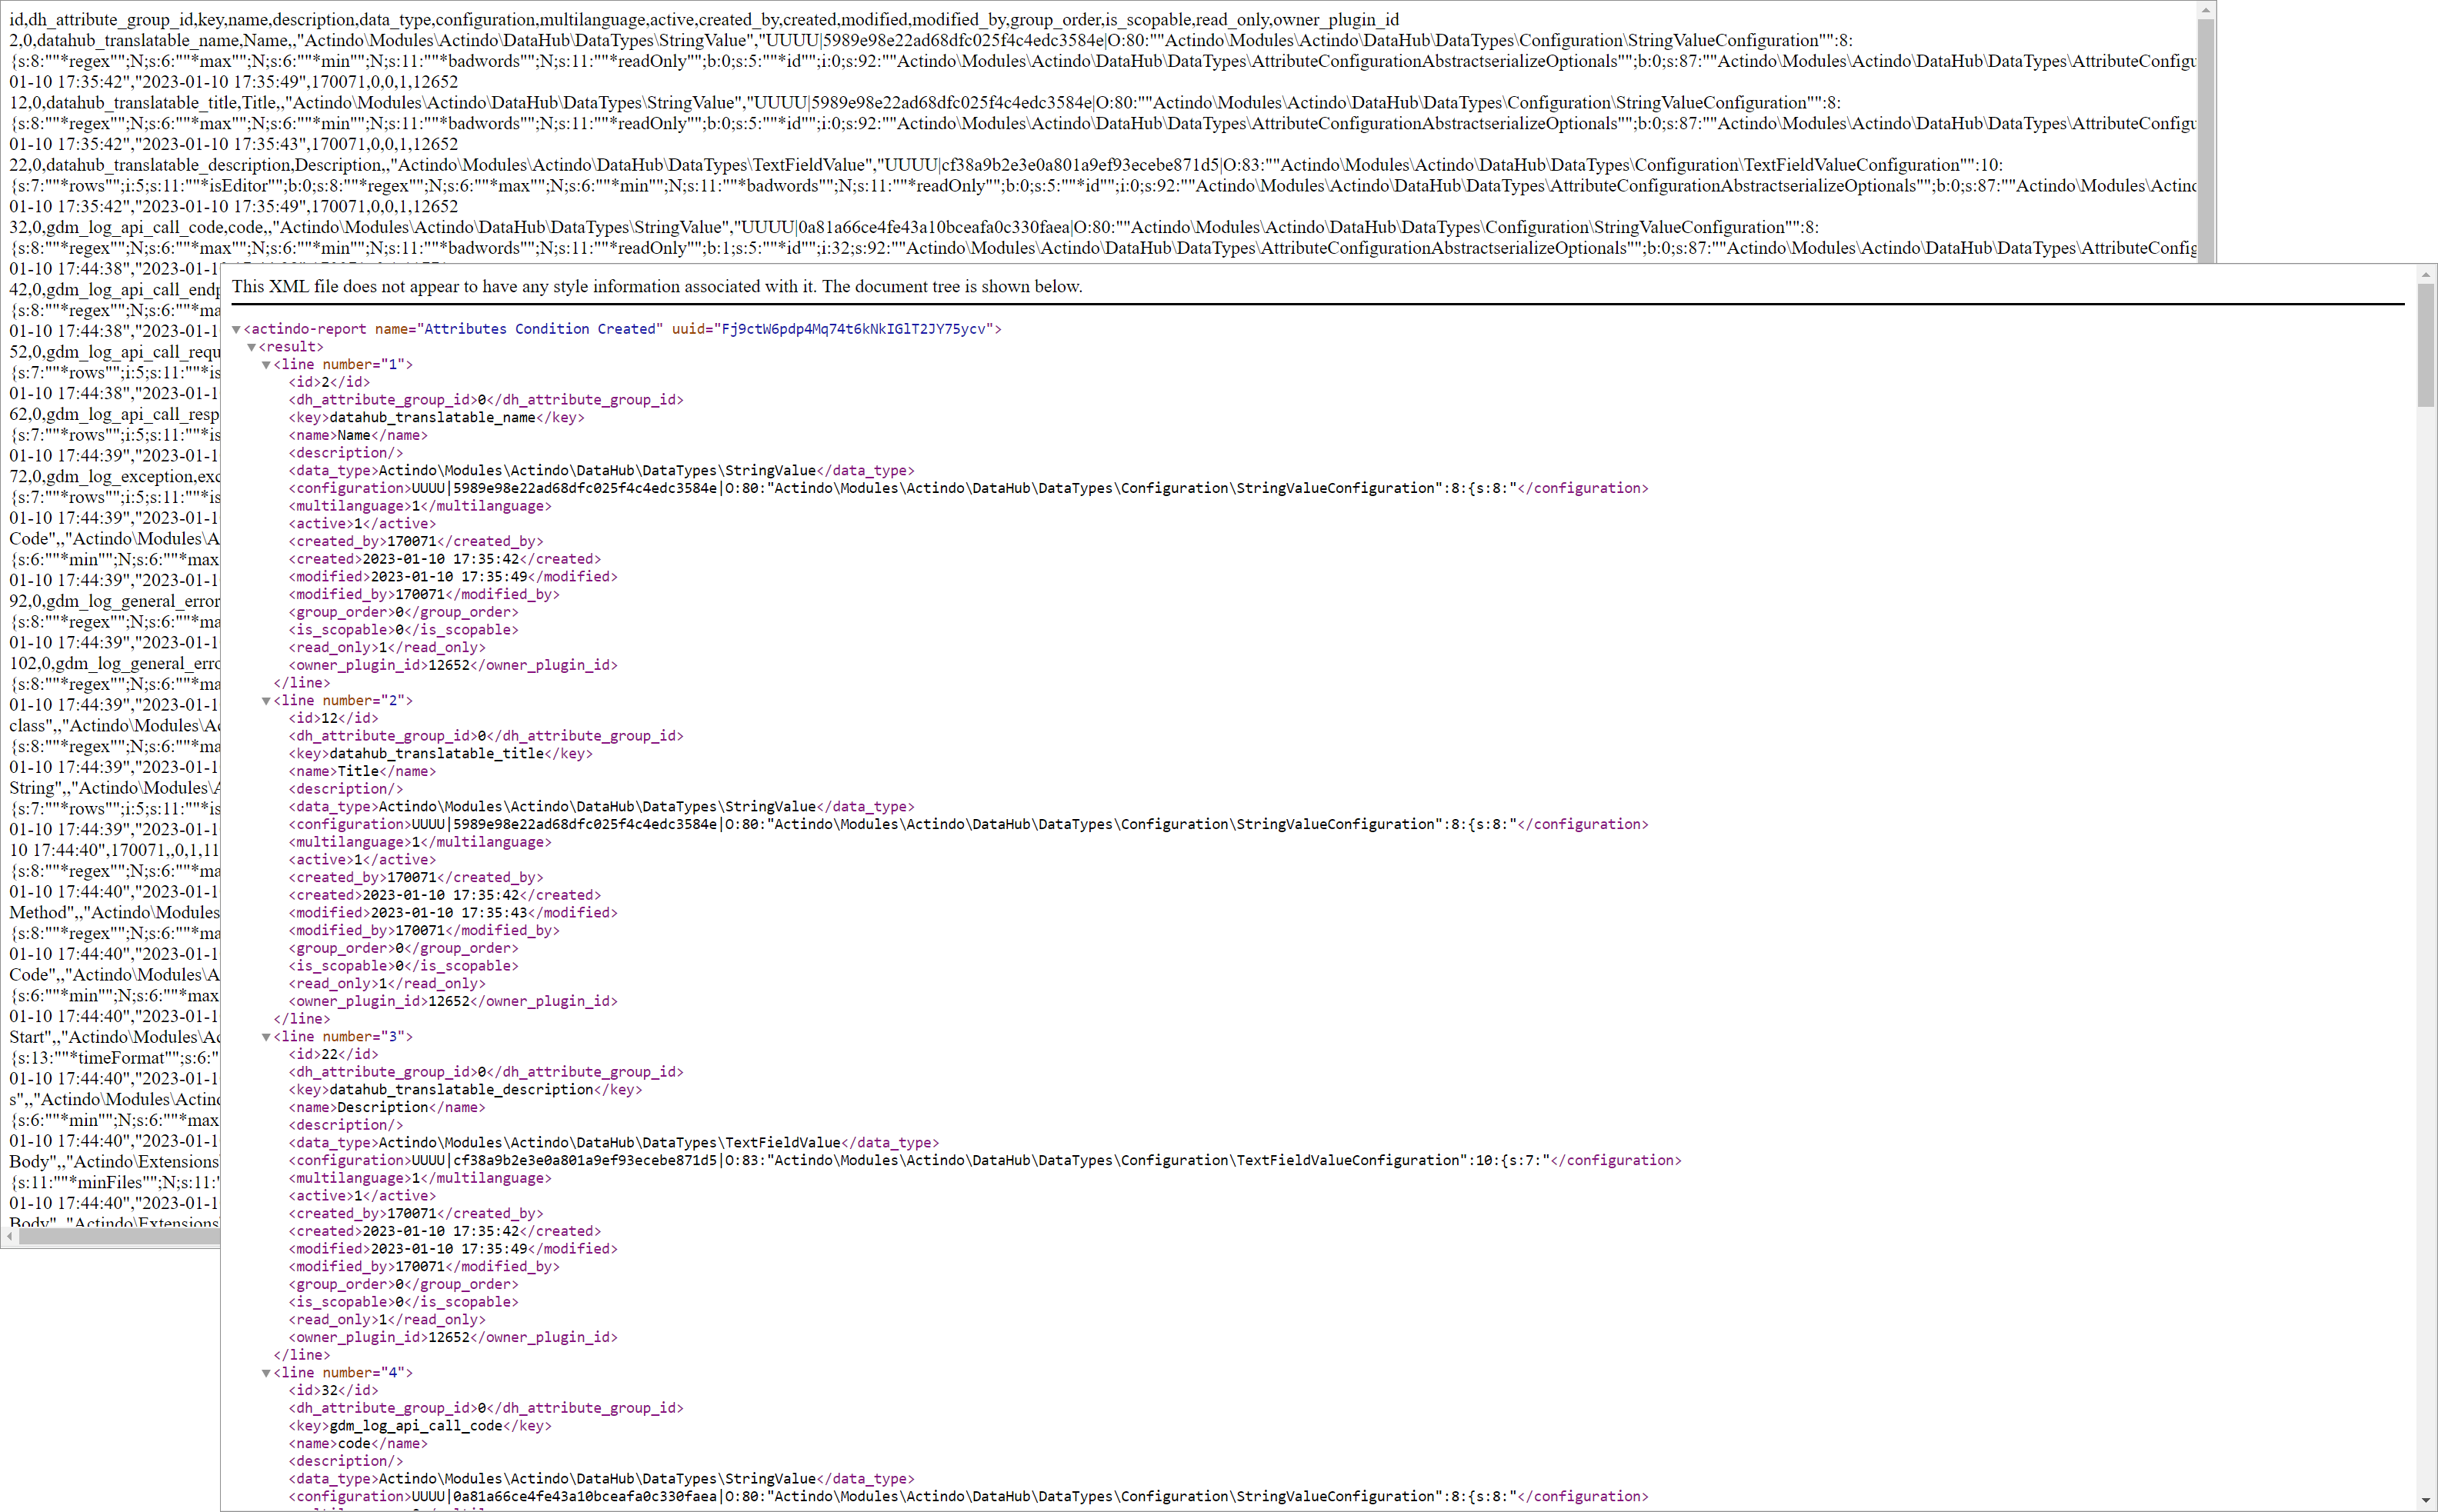 id,dh_attribute_group_id,key,name,description,data_type,configuration,multilanguage,active,created_by,created,modified,modified_by,group_order,is_scopable,read_only,owner_plugin_id
2,0,datahub_translatable_name,Name,,"Actindo\Modules\Actindo\DataHub\DataTypes\StringValue","UUUU|5989e98e22ad68dfc025f4c4edc3584e|O:80:""Actindo\Modules\Actindo\DataHub\DataTypes\Configuration\StringValueConfiguration"":8:
{s:8:""*regex"";N;s:6:""*max"";N;s:6:""*min"";N;s:11:""*badwords"";N;s:11:""*readOnly"";b:0;s:5:""*id"";i:0;s:92:""Actindo\Modules\Actindo\DataHub\DataTypes\AttributeConfigurationAbstractserializeOptionals"";b:0;s:87:""Actindo\Modules\Actindo\DataHub\DataTypes\AttributeConfigu
01-10 17:35:42","2023-01-10 17:35:49",170071,0,0,1,12652
12,0,datahub_translatable_title,Title,,"Actindo\Modules\Actindo\DataHub\DataTypes\StringValue","UUUU|5989e98e22ad68dfc025f4c4edc3584e|O:80:""Actindo\Modules\Actindo\DataHub\DataTypes\Configuration\StringValueConfiguration"":8:
{s:8:""*regex"";N;s:6:""*max"";N;s:6:""*min"";N;s:11:""*badwords"";N;s:11:""*readOnly"";b:0;s:5:""*id"";i:0;s:92:""Actindo\Modules\Actindo\DataHub\DataTypes\AttributeConfigurationAbstractserializeOptionals"";b:0;s:87:""Actindo\Modules\Actindo\DataHub\DataTypes\AttributeConfigu
01-10 17:35:42","2023-01-10 17:35:43",170071,0,0,1,12652
22,0,datahub_translatable_description,Description,,"Actindo\Modules\Actindo\DataHub\DataTypes\TextFieldValue","UUUU|cf38a9b2e3e0a801a9ef93ecebe871d5|O:83:""Actindo\Modules\Actindo\DataHub\DataTypes\Configuration\TextFieldValueConfiguration"":10:
{s:7:""*rows"";i:5;s:11:""*isEditor"";b:0;s:8:""*regex"";N;s:6:""*max"";N;s:6:""*min"";N;s:11:""*badwords"";N;s:11:""*readOnly"";b:0;s:5:""*id"";i:0;s:92:""Actindo\Modules\Actindo\DataHub\DataTypes\AttributeConfigurationAbstractserializeOptionals"";b:0;s:87:""Actindo\Modules\Actind
01-10 17:35:42","2023-01-10 17:35:49",170071,0,0,1,12652
32,0,gdm_log_api_call_code,code,,"Actindo\Modules\Actindo\DataHub\DataTypes\StringValue","UUUU|0a81a66ce4fe43a10bceafa0c330faea|O:80:""Actindo\Modules\Actindo\DataHub\DataTypes\Configuration\StringValueConfiguration"":8:
{s:8:""*regex"";N;s:6:""*max"";N;s:6:""*min"";N;s:11:""*badwords"";N;s:11:""*readOnly"";b:1;s:5:""*id"";i:32;s:92:""Actindo\Modules\Actindo\DataHub\DataTypes\AttributeConfigurationAbstractserializeOptionals"";b:0;s:87:""Actindo\Modules\Actindo\DataHub\DataTypes\AttributeConfig
01-10 17:44:38","2023-01-1
42,0,gdm_log_api_call_endp
{s:8:""*regex"";N;s:6:""*ma
01-10 17:44:38","2023-01-1
52,0,gdm_log_api_call_requ
{s:7:""*rows"";i:5;s:11:""*is
01-10 17:44:38","2023-01-1
62,0,gdm_log_api_call_resp
{s:7:""*rows"";i:5;s:11:""*is
01-10 17:44:39","2023-01-1
72,0,gdm_log_exception,exc
{s:7:""*rows"";i:5;s:11:""*is
01-10 17:44:39","2023-01-1
Code",,"Actindo\Modules\A
{s:6:""*min"";N;s:6:""*max
01-10 17:44:39","2023-01-1
92,0,gdm_log_general_error
{s:8:""*regex"";N;s:6:""*ma
01-10 17:44:39","2023-01-1
102,0,gdm_log_general_erro
{s:8:""*regex"";N;s:6:""*ma
01-10 17:44:39","2023-01-1
class",,"Actindo\Modules\Ac
{s:8:""*regex"";N;s:6:""*ma
01-10 17:44:39","2023-01-1
String",,"Actindo\Modules\A
{s:7:""*rows"";i:5;s:11:""*is
01-10 17:44:39","2023-01-1
10 17:44:40",170071,,0,1,11
{s:8:""*regex"";N;s:6:""*ma
01-10 17:44:40","2023-01-1
Method",,"Actindo\Modules
{s:8:""*regex"";N;s:6:""*ma
01-10 17:44:40","2023-01-1
Code",,"Actindo\Modules\A
{s:6:""*min"";N;s:6:""*max
01-10 17:44:40","2023-01-1
Start",,"Actindo\Modules\Ac
{s:13:""*timeFormat"";s:6:"
01-10 17:44:40","2023-01-1
s",,"Actindo\Modules\Actind
{s:6:""*min"";N;s:6:""*max
01-10 17:44:40","2023-01-1
Body",,"Actindo\Extensions
{s:11:""*minFiles"";N;s:11:"
01-10 17:44:40","2023-01-1
Body",,"Actindo\Extensions
This XML file does not appear to have any style information associated with it. The document tree is shown below.
<actindo-report name="Attributes Condition Created" uuid="Fj9ctW6pdp4Mq74t6kNkIGlT2JY75ycv">
<result>
<line number="1">
<id>2</id>
<dh_attribute_group_id>0</dh_attribute_group_id>
<key>datahub_translatable_name</key>
<name>Name</name>
<description/>
<data_type>Actindo\Modules\Actindo\DataHub\DataTypes\StringValue</data_type>
<configuration>UUUU|5989e98e22ad68dfc025f4c4edc3584e|O:80:"Actindo\Modules\Actindo\DataHub\DataTypes\Configuration\StringValueConfiguration":8:{s:8:"</configuration>
<multilanguage>1</multilanguage>
<active>1</active>
<created_by>170071</created_by>
<created>2023-01-10 17:35:42</created>
<modified>2023-01-10 17:35:49</modified>
<modified_by>170071</modified_by>
<group_order>0</group_order>
<is_scopable>0</is_scopable>
<read_only>1</read_only>
<owner_plugin_id>12652</owner_plugin_id>
</line>
<line number="2">
<id>12</id>
<dh_attribute_group_id>0</dh_attribute_group_id>
<key>datahub_translatable_title</key>
<name>Title</name>
<description/>
<data_type>Actindo\Modules\Actindo\DataHub\DataTypes\StringValue</data_type>
<configuration>UUUU|5989e98e22ad68dfc025f4c4edc3584e|O:80:"Actindo\Modules\Actindo\DataHub\DataTypes\Configuration\StringValueConfiguration":8:{s:8:"</configuration>
<multilanguage>1</multilanguage>
<active>1</active>
<created_by>170071</created_by>
<created>2023-01-10 17:35:42</created>
<modified>2023-01-10 17:35:43</modified>
<modified_by>170071</modified_by>
<group_order>0</group_order>
<is_scopable>0</is_scopable>
<read_only>1</read_only>
<owner_plugin_id>12652</owner_plugin_id>
</line>
<line number="3">
<id>22</id>
<dh_attribute_group_id>0</dh_attribute_group_id>
<key>datahub_translatable_description</key>
<name>Description</name>
<description/>
<data_type>Actindo\Modules\Actindo\DataHub\DataTypes\TextFieldValue</data_type>
<configuration>UUUU|cf38a9b2e3e0a801a9ef93ecebe871d5|O:83:"Actindo\Modules\Actindo\DataHub\DataTypes\Configuration\TextFieldValueConfiguration":10:{s:7:"</configuration>
<multilanguage>1</multilanguage>
<active>1</active>
<created_by>170071</created_by>
<created>2023-01-10 17:35:42</created>
<modified>2023-01-10 17:35:49</modified>
<modified_by>170071</modified_by>
<group_order>0</group_order>
<is_scopable>0</is_scopable>
<read_only>1</read_only>
<owner_plugin_id>12652</owner_plugin_id>
</line>
<line number="4">
<id>32</id>
<dh_attribute_group_id>0</dh_attribute_group_id>
<key>gdm_log_api_call_code</key>
<name>code</name>
<description/>
<data_type>Actindo\Modules\Actindo\DataHub\DataTypes\StringValue</data_type>
<configuration>UUUU|0a81a66ce4fe43a10bceafa0c330faea|O:80:"Actindo\Modules\Actindo\DataHub\DataTypes\Configuration\StringValueConfiguration":8:{s:8:"</configuration>